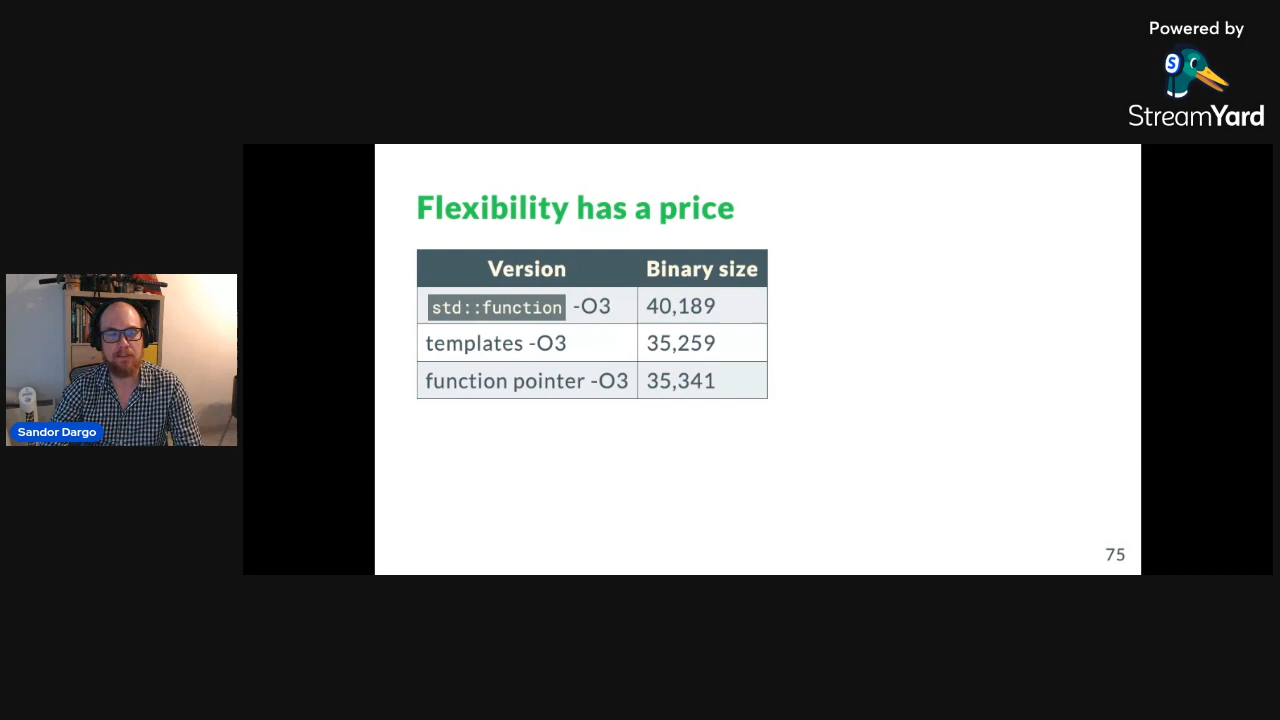 Powered by
S
StreamYard
Flexibility has a price
Version Binary size
std::function -O3 40,189
templates -O3 35,259
function pointer -O3 35,341
Sandor Dargo
75